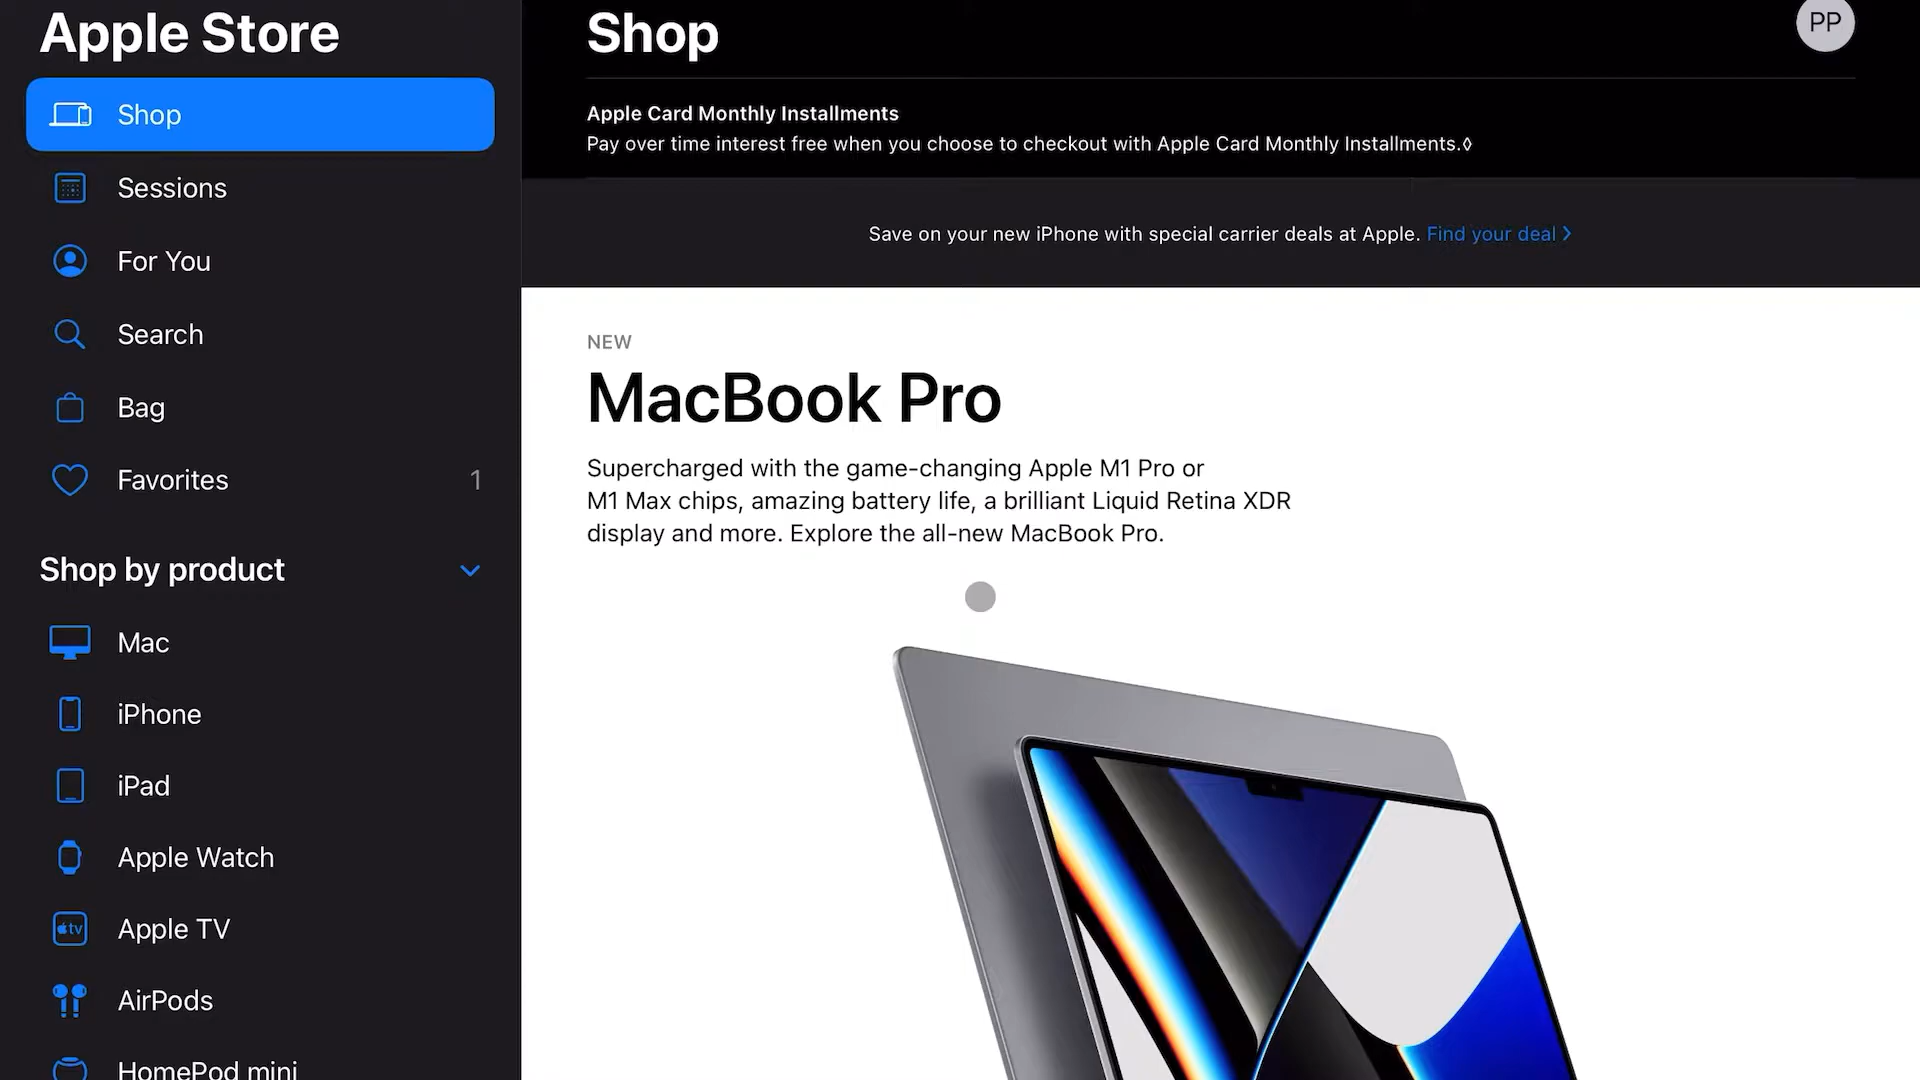 Apple Store
Shop
Sessions
For You
Search
Bag
Favorites 1
Shop by product
Mac
iPhone
iPad
Apple Watch
tv
Apple TV
AirPods
HomePod mini
Shop
PP
Apple Card Monthly Installments
Pay over time interest free when you choose to checkout with Apple Card Monthly Installments.◊
Save on your new iPhone with special carrier deals at Apple. Find your deal >
NEW
MacBook Pro
Supercharged with the game-changing Apple M1 Pro or
M1 Max chips, amazing battery life, a brilliant Liquid Retina XDR
display and more. Explore the all-new MacBook Pro.